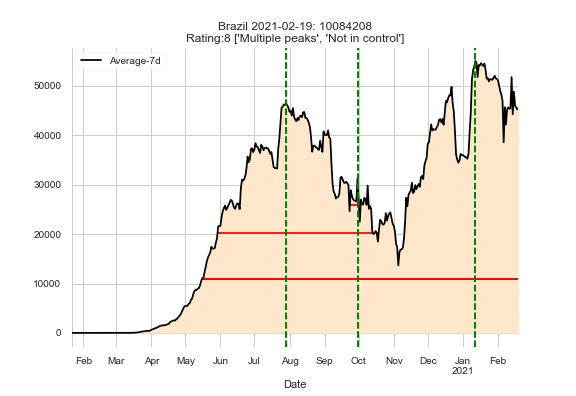 Brazil 2021-02-19: 10084208
Rating:8 ['Multiple peaks', 'Not in control']
Average-7d
50000
40000
30000
20000
10000
0
Feb Mar Apr May Jun Jul Aug Sep Oct Nov Dec Jan Feb
2021
Date